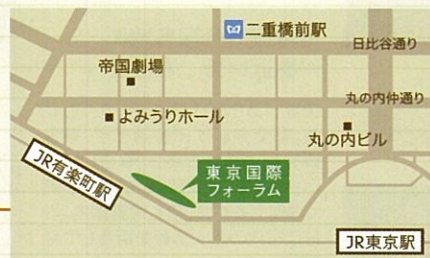 二重橋前駅
日比谷通り
帝国劇場
丸の内仲通り
よみうりホール
丸の内ビル
JR有楽町駅
東京国際
フォーラム
JR東京駅